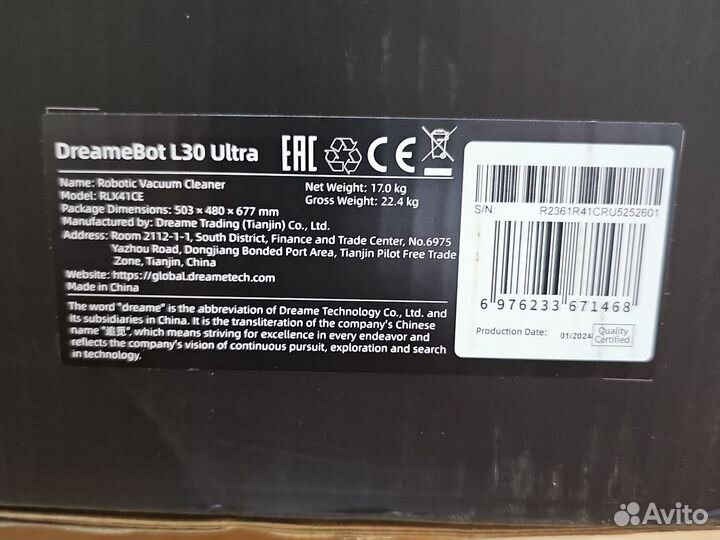 DreameBot L30 Ultra
EAC CE
Name: Robotic Vacuum Cleaner
Net Weight: 17.0 kg
Model: RLX41CE
Gross Weight: 22.4 kg
Package Dimensions: 503 × 480 × 677 mm
Manufactured by: Dreame Trading (Tianjin) Co., Ltd.
Address: Room 2112-1-1, South District, Finance and Trade Center, No.6975
Yazhou Road, Dongjiang Bonded Port Area, Tianjin Pilot Free Trade
Zone, Tianjin, China
Website: https://global.dreametech.com
Made in China
The word "dreame" is the abbreviation of Dreame Technology Co., Ltd. and
its subsidiaries in China. It is the transliteration of the company's Chinese
name "追觅", which means striving for excellence in every endeavor and
reflects the company's vision of continuous pursuit, exploration and search
in technology.
S/N: R2361R41CRU5252601
6 976233 671468
Production Date: 01/2024
Quality
Certified
Avito